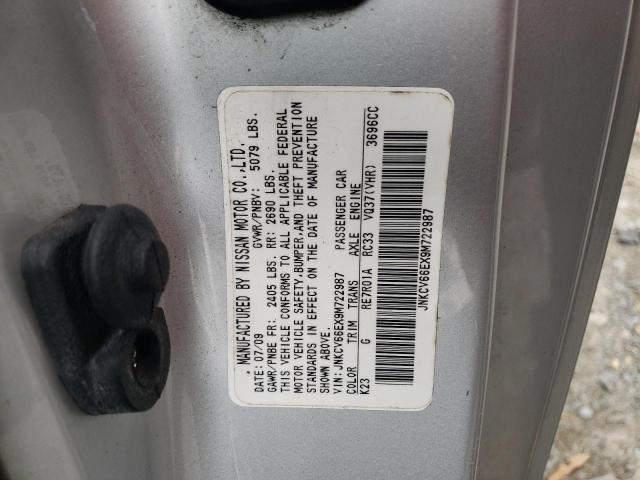 MANUFACTURED BY NISSAN MOTOR CO.,LTD.
DATE: 07/09 GVWR/PNBV: 5079 LBS.
GAWR/PNBE FR: 2405 LBS. RR: 2690 LBS.
THIS VEHICLE CONFORMS TO ALL APPLICABLE FEDERAL
MOTOR VEHICLE SAFETY,BUMPER,AND THEFT PREVENTION
STANDARDS IN EFFECT ON THE DATE OF MANUFACTURE
SHOWN ABOVE.
VIN: JNKCV66EX9M722987 PASSENGER CAR
COLOR TRIM TRANS AXLE ENGINE
K23 G RE7R01A RC33 VQ37(VHR) 3696CC
JNKCV66EX9M722987